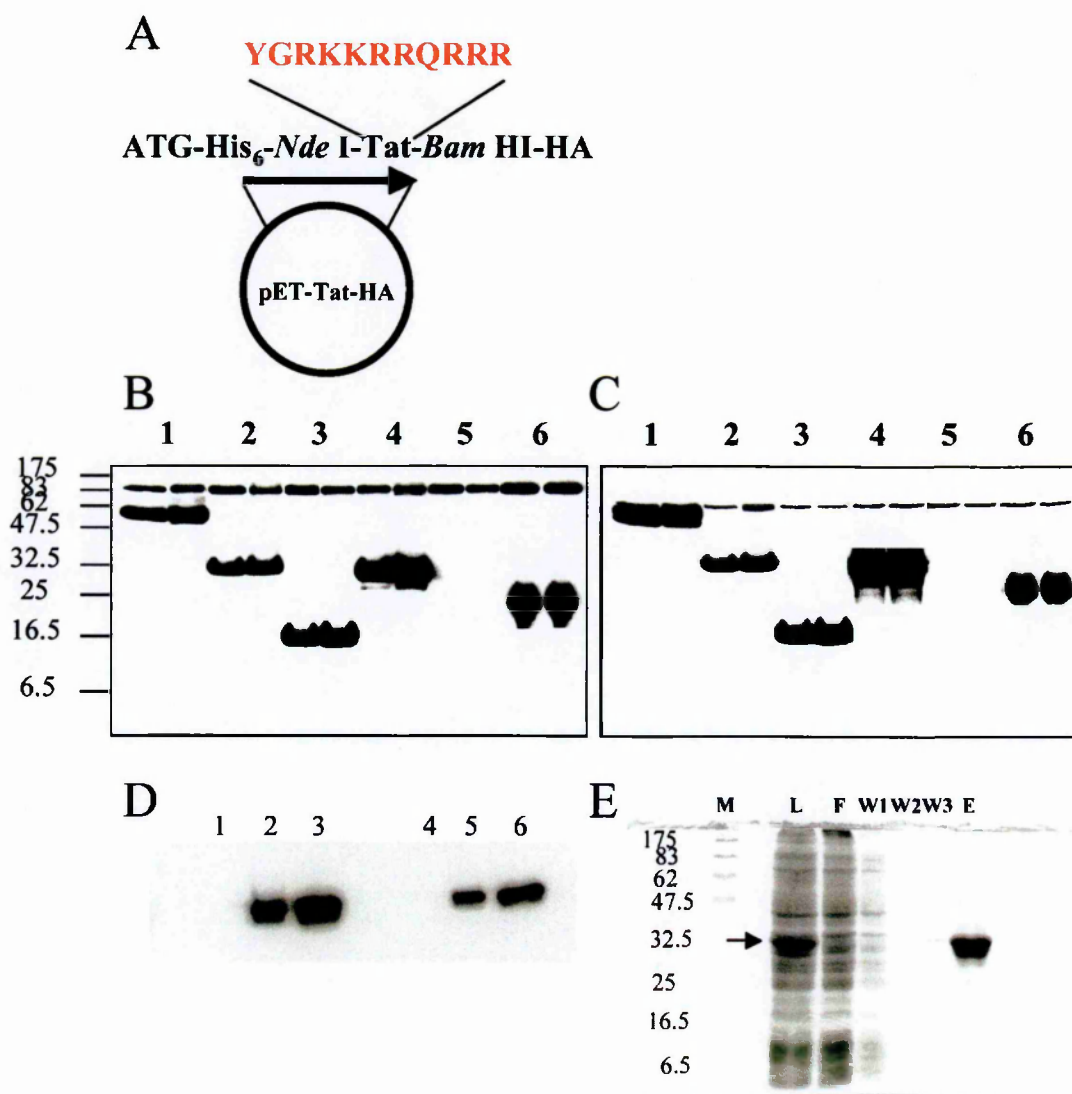 A
YGRKKRRQRRR
ATG-His6-Nde I-Tat-Bam HI-HA
pET-Tat-HA
B
1 2 3 4 5 6
175
83
62
47.5
32.5
25
16.5
6.5
C
1 2 3 4 5 6
D
1 2 3 4 5 6
E
M L F W1 W2 W3 E
175
83
62
47.5
32.5
25
16.5
6.5